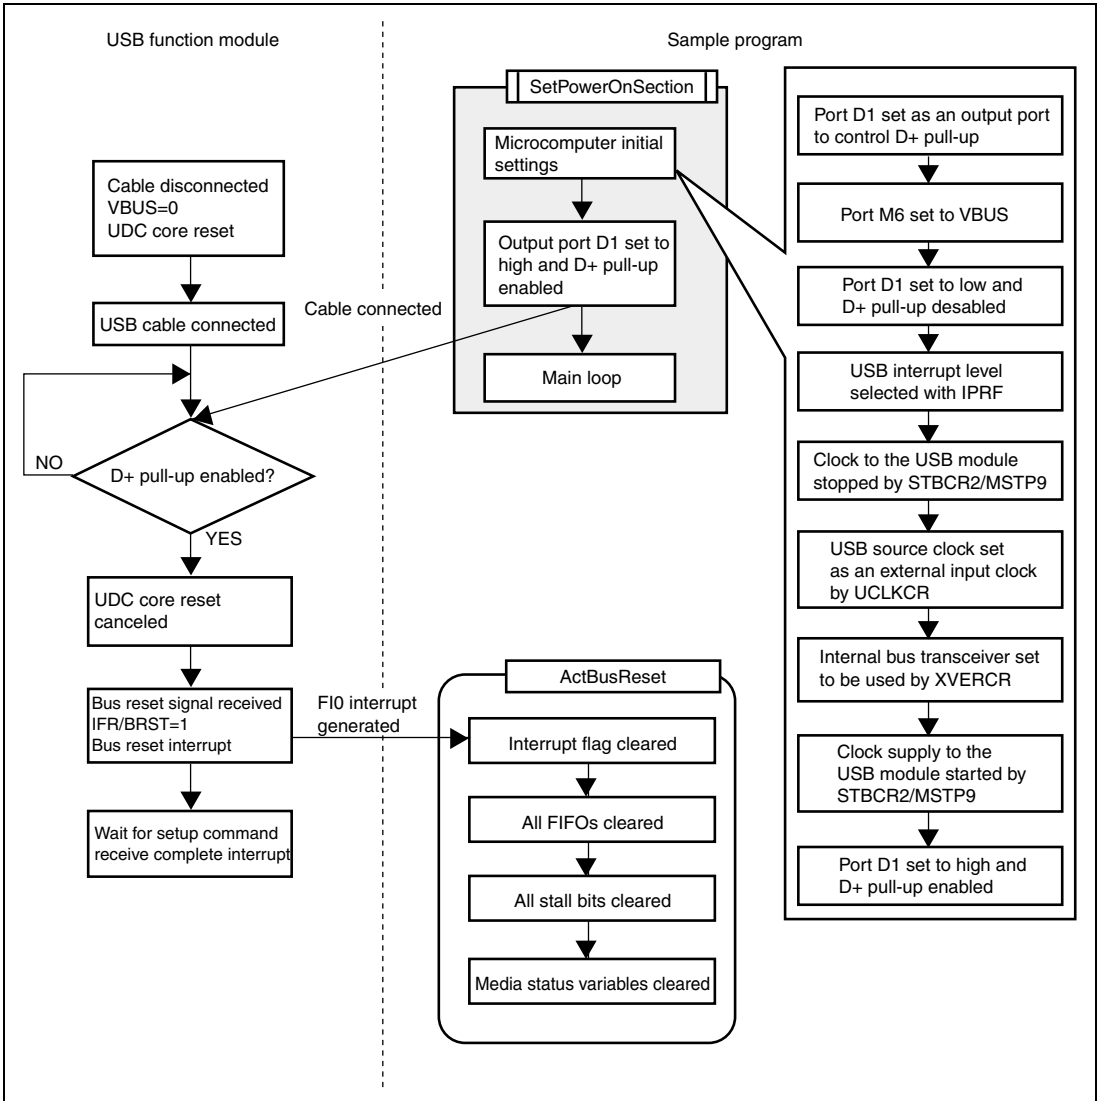 USB function module
Sample program
Cable disconnected
VBUS=0
UDC core reset
USB cable connected
NO
D+ pull-up enabled?
YES
UDC core reset
canceled
Bus reset signal received
IFR/BRST=1
Bus reset interrupt
Wait for setup command
receive complete interrupt
Cable connected
FI0 interrupt
generated
SetPowerOnSection
Microcomputer initial
settings
Output port D1 set to
high and D+ pull-up
enabled
Main loop
ActBusReset
Interrupt flag cleared
All FIFOs cleared
All stall bits cleared
Media status variables cleared
Port D1 set as an output port
to control D+ pull-up
Port M6 set to VBUS
Port D1 set to low and
D+ pull-up desabled
USB interrupt level
selected with IPRF
Clock to the USB module
stopped by STBCR2/MSTP9
USB source clock set
as an external input clock
by UCLKCR
Internal bus transceiver set
to be used by XVERCR
Clock supply to the
USB module started by
STBCR2/MSTP9
Port D1 set to high and
D+ pull-up enabled